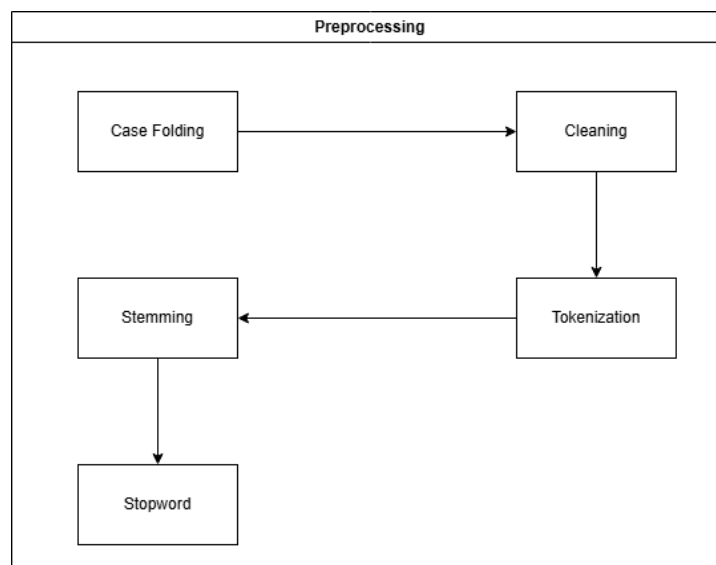 Preprocessing
Case Folding
Cleaning
Tokenization
Stemming
Stopword